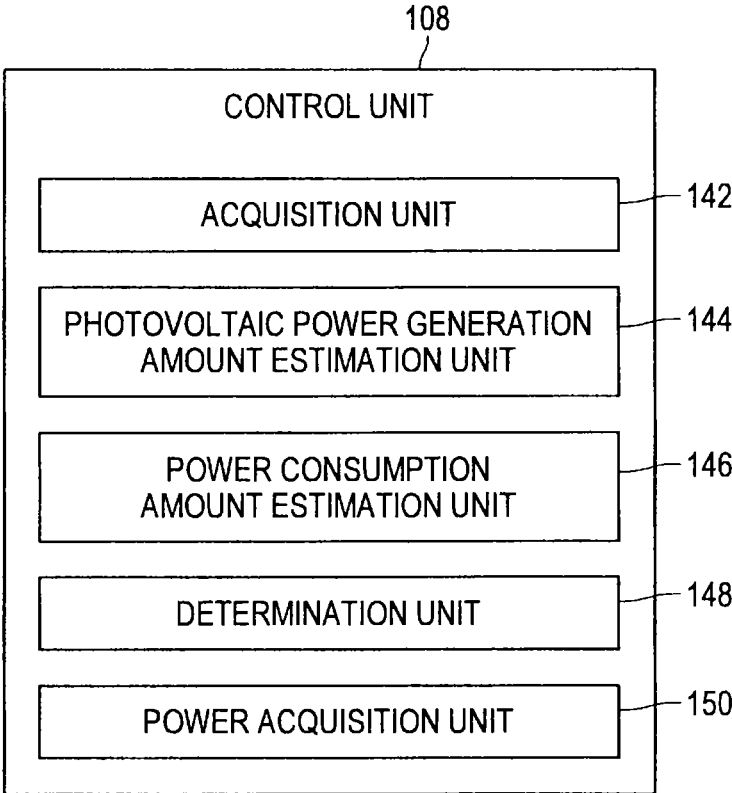 108
CONTROL UNIT
ACQUISITION UNIT
142
PHOTOVOLTAIC POWER GENERATION
AMOUNT ESTIMATION UNIT
144
POWER CONSUMPTION
AMOUNT ESTIMATION UNIT
146
DETERMINATION UNIT
148
POWER ACQUISITION UNIT
150